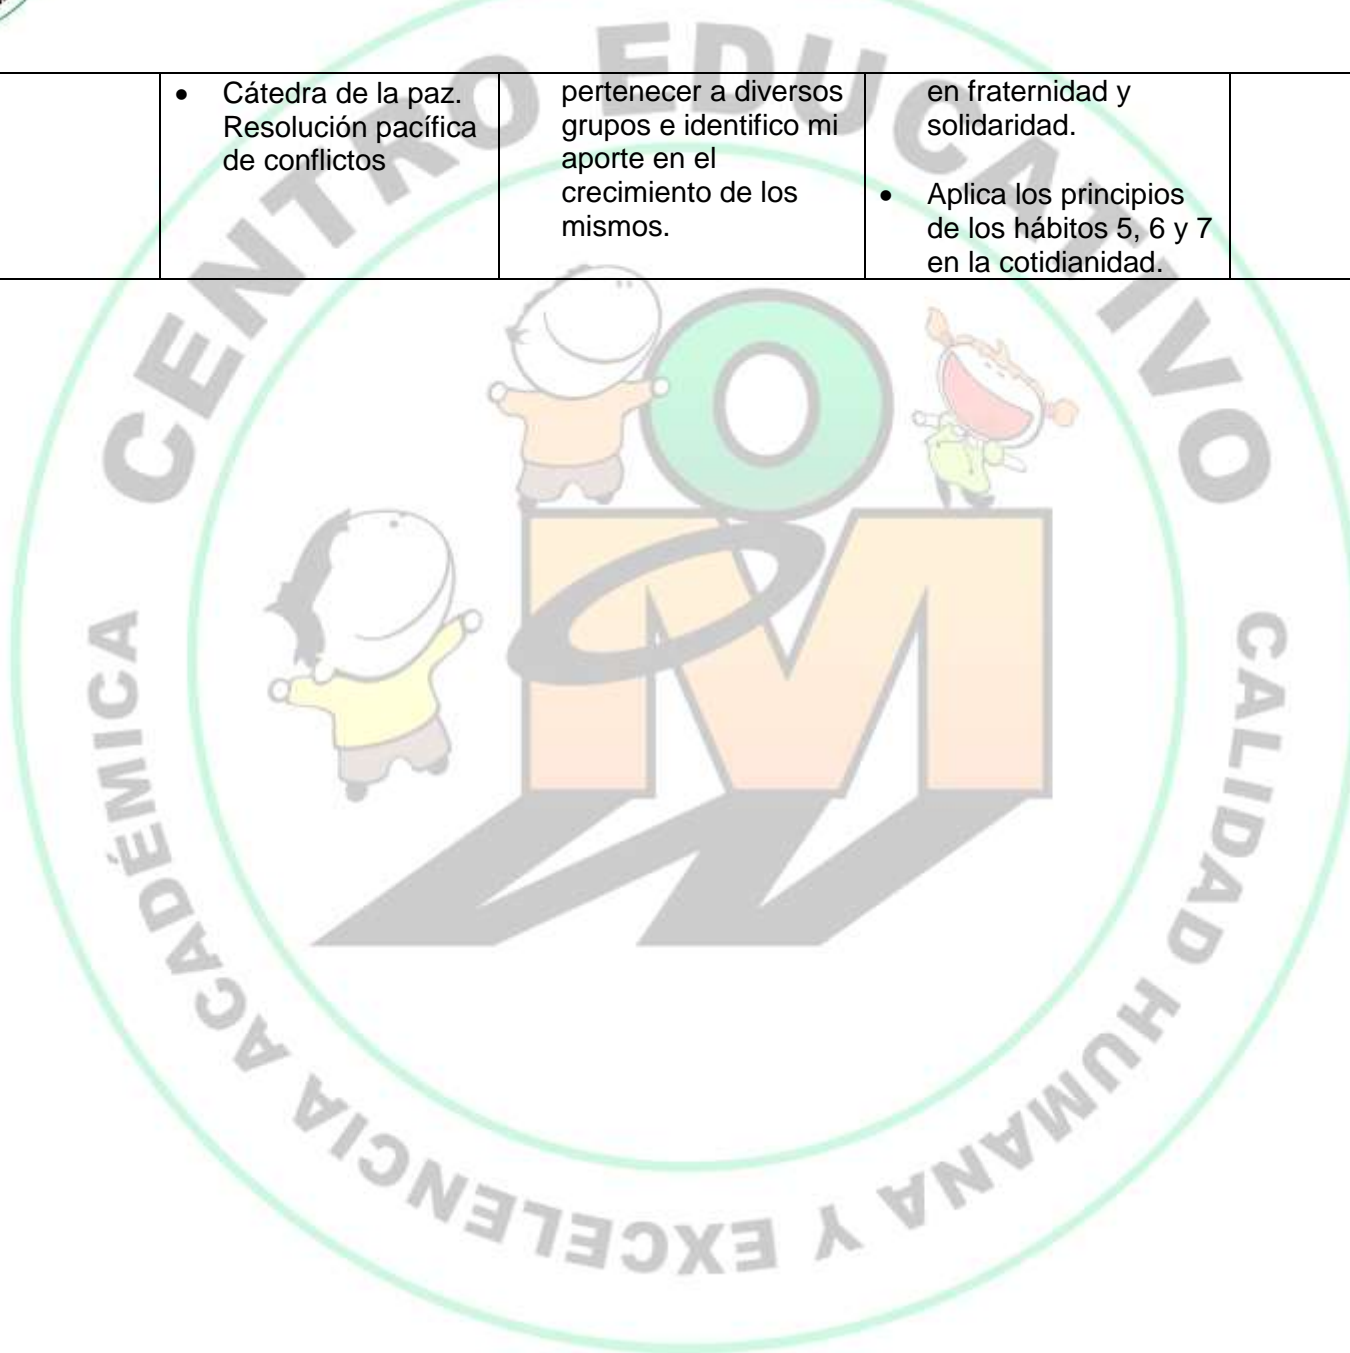 • Cátedra de la paz.
Resolución pacífica
de conflictos
pertenecer a diversos
grupos e identifico mi
aporte en el
crecimiento de los
mismos.
en fraternidad y
solidaridad.
• Aplica los principios
de los hábitos 5, 6 y 7
en la cotidianidad.
CENTRO EDUCATIVO
OM
CALIDAD HUMANA Y EXCELENCIA ACADÉMICA